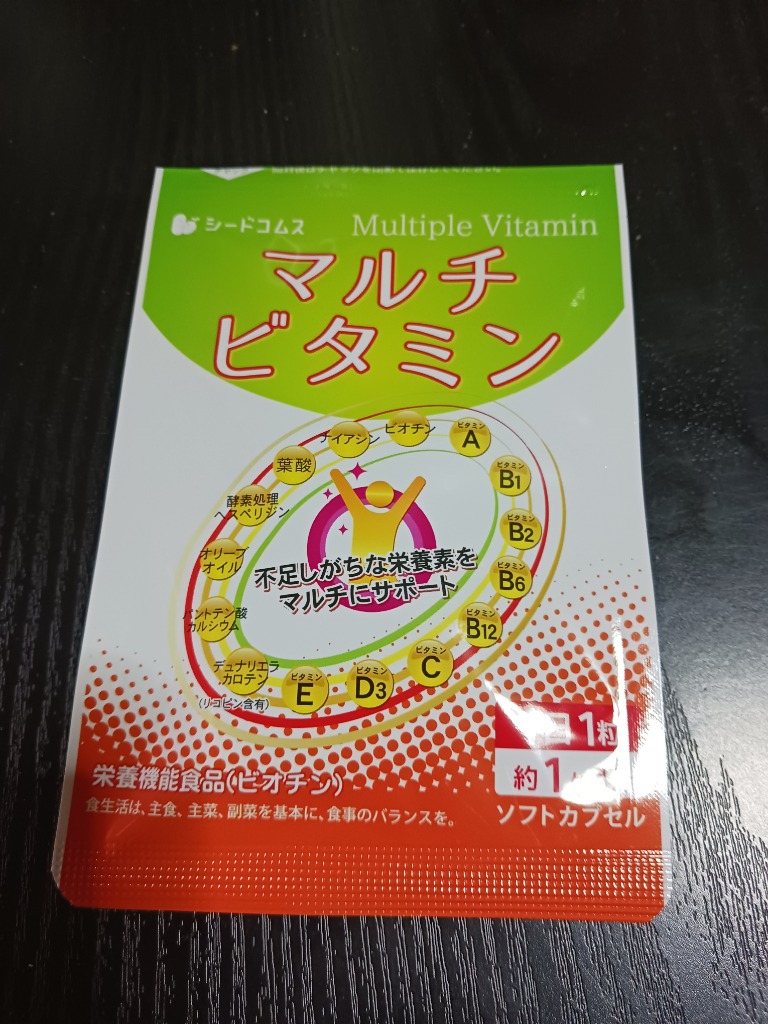 シードコムス
Multiple Vitamin
マルチ
ビタミン
ビオチン
ナイアシン
葉酸
酵素処理
ヘスペリジン
オリーブ
オイル
パントテン酸
カルシウム
デュナリエラ
カロテン
(リコピン含有)
ビタミン
A
ビタミン
B1
ビタミン
B2
ビタミン
B6
ビタミン
B12
ビタミン
C
ビタミン
D3
ビタミン
E
不足しがちな栄養素を
マルチにサポート
1粒
約1
ソフトカプセル
栄養機能食品(ビオチン)
食生活は、主食、主菜、副菜を基本に、食事のバランスを。